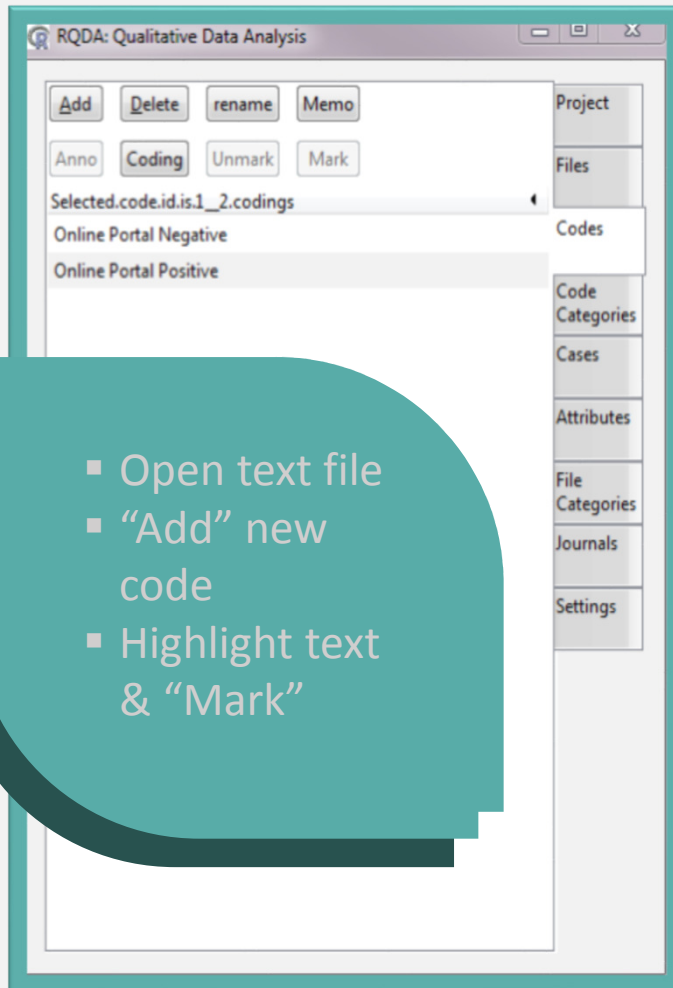 RQDA: Qualitative Data Analysis
Add Delete rename Memo
Anno Coding Unmark Mark
Selected.code.id.is.1__2.codings
Online Portal Negative
Online Portal Positive
Project
Files
Codes
Code
Categories
Cases
Attributes
File
Categories
Journals
Settings
▪ Open text file
▪ “Add” new
code
▪ Highlight text
& “Mark”